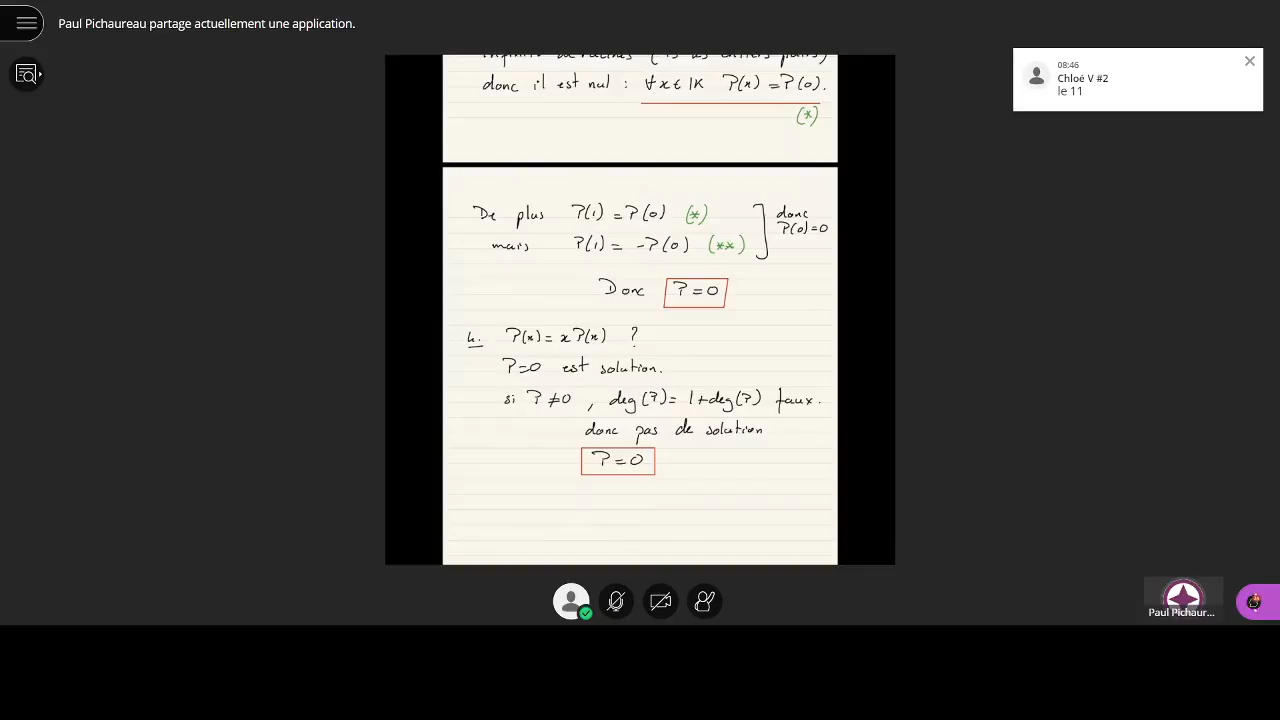 Paul Pichaureau partage actuellement une application.
08:46
Chloé V #2
le 11
donc il est nul : ∀x∈IK P(x)=P(0).
(*)
De plus P(1)=P(0) (*)
mais P(1)= -P(0) (**)
donc
P(0)=0
Donc P=0
4. P(x)=xP(x) ?
P=0 est solution.
si P≠0, deg(P)= 1+deg(P) faux.
donc pas de solution
P=0
Paul Pichaur...